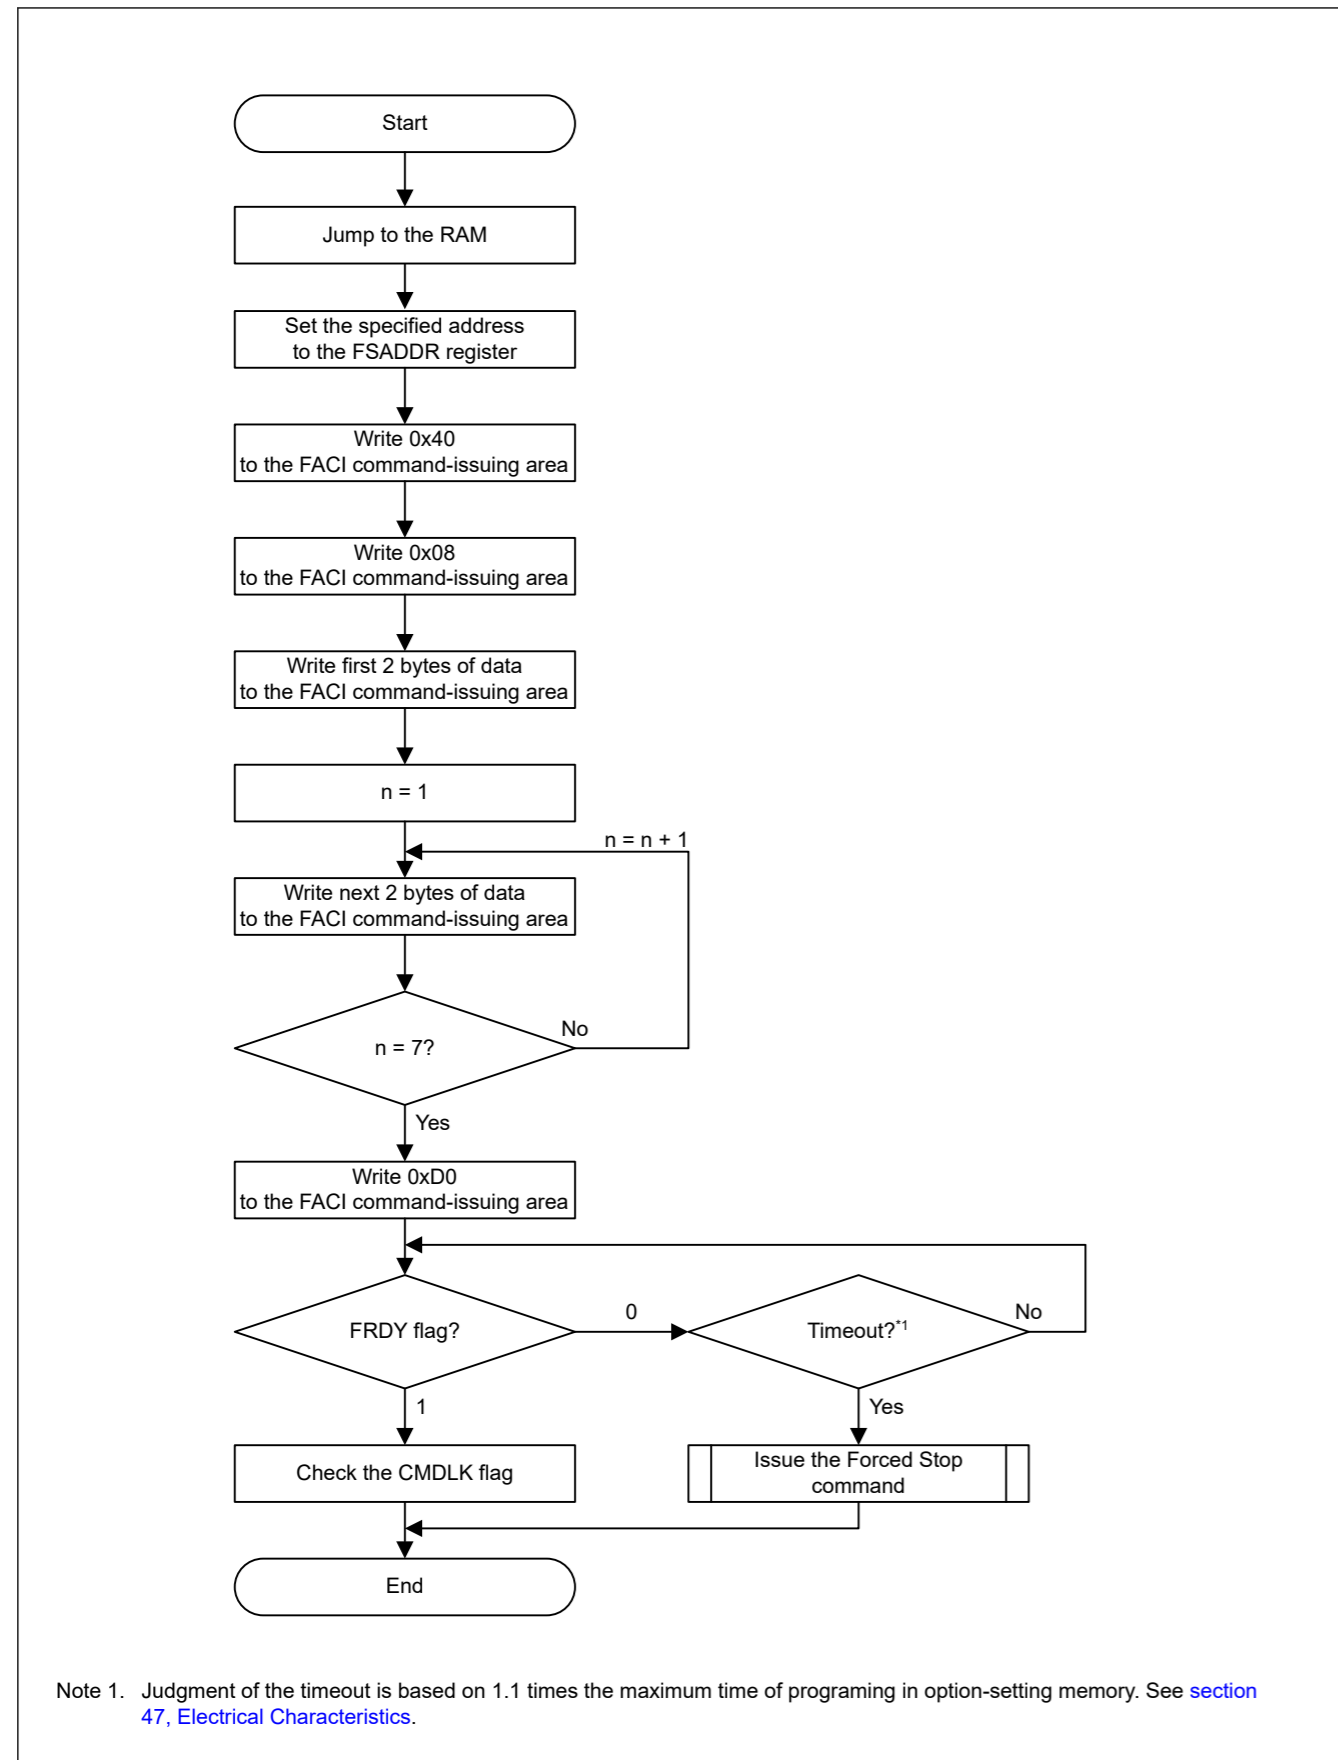 Start
Jump to the RAM
Set the specified address
to the FSADDR register
Write 0x40
to the FACI command-issuing area
Write 0x08
to the FACI command-issuing area
Write first 2 bytes of data
to the FACI command-issuing area
n = 1
n = n + 1
Write next 2 bytes of data
to the FACI command-issuing area
n = 7?
No
Yes
Write 0xD0
to the FACI command-issuing area
FRDY flag?
0
Timeout?*1
No
1
Yes
Check the CMDLK flag
Issue the Forced Stop
command
End
Note 1. Judgment of the timeout is based on 1.1 times the maximum time of programing in option-setting memory. See section
47, Electrical Characteristics.